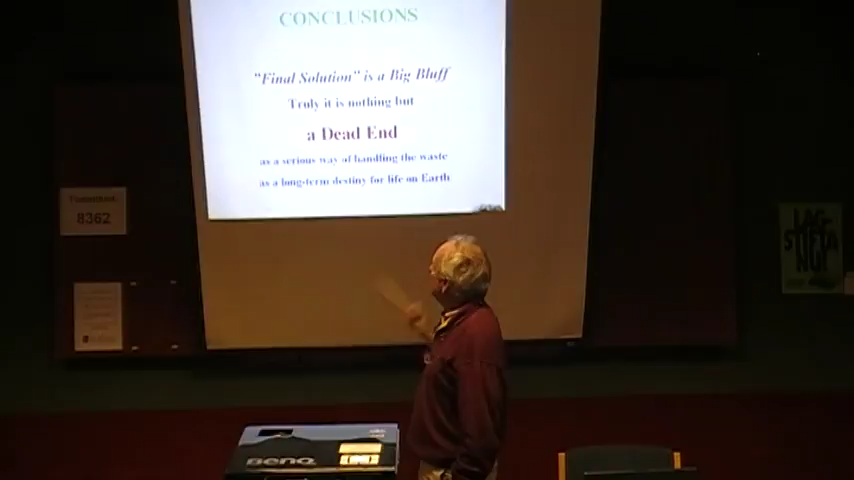 CONCLUSIONS
"Final Solution" is a Big Bluff
Truly it is nothing but
a Dead End
as a serious way of handling the waste
as a long-term destiny for life on Earth
8362
BenQ